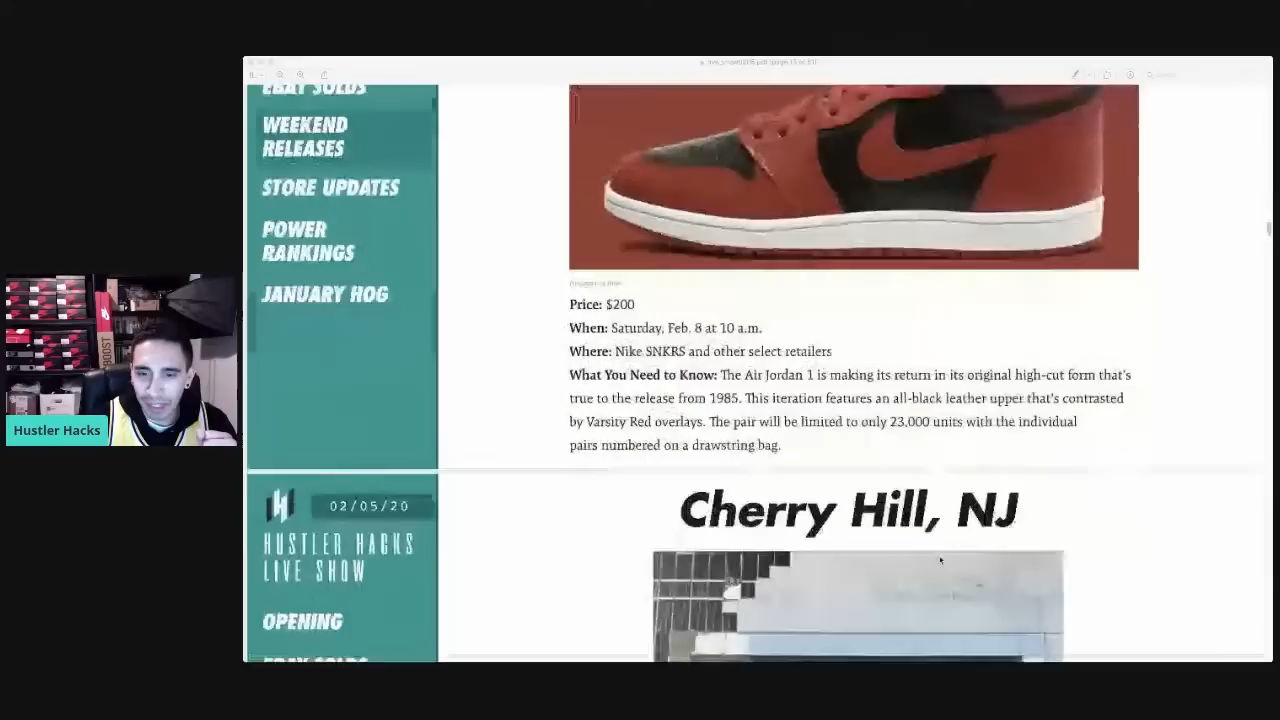 EBAY SOLDS
WEEKEND
RELEASES
STORE UPDATES
POWER
RANKINGS
JANUARY HOG
Price: $200
When: Saturday, Feb. 8 at 10 a.m.
Where: Nike SNKRS and other select retailers
What You Need to Know: The Air Jordan 1 is making its return in its original high-cut form that's
true to the release from 1985. This iteration features an all-black leather upper that's contrasted
by Varsity Red overlays. The pair will be limited to only 23,000 units with the individual
pairs numbered on a drawstring bag.
BOOST
Hustler Hacks
02/05/20
HUSTLER HACKS
LIVE SHOW
OPENING
Cherry Hill, NJ